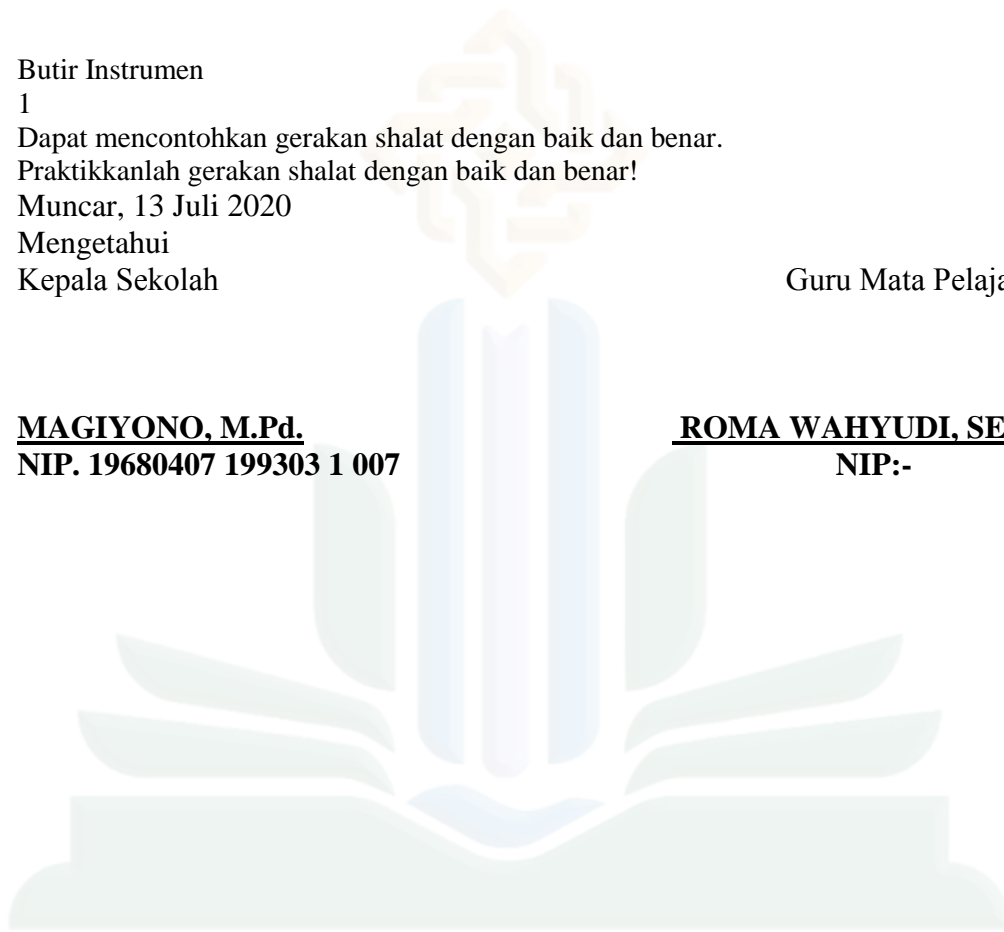 Butir Instrumen
1
Dapat mencontohkan gerakan shalat dengan baik dan benar.
Praktikkanlah gerakan shalat dengan baik dan benar!
Muncar, 13 Juli 2020
Mengetahui
Kepala Sekolah Guru Mata Pelaja
MAGIYONO, M.Pd. ROMA WAHYUDI, SE
NIP. 19680407 199303 1 007 NIP:-